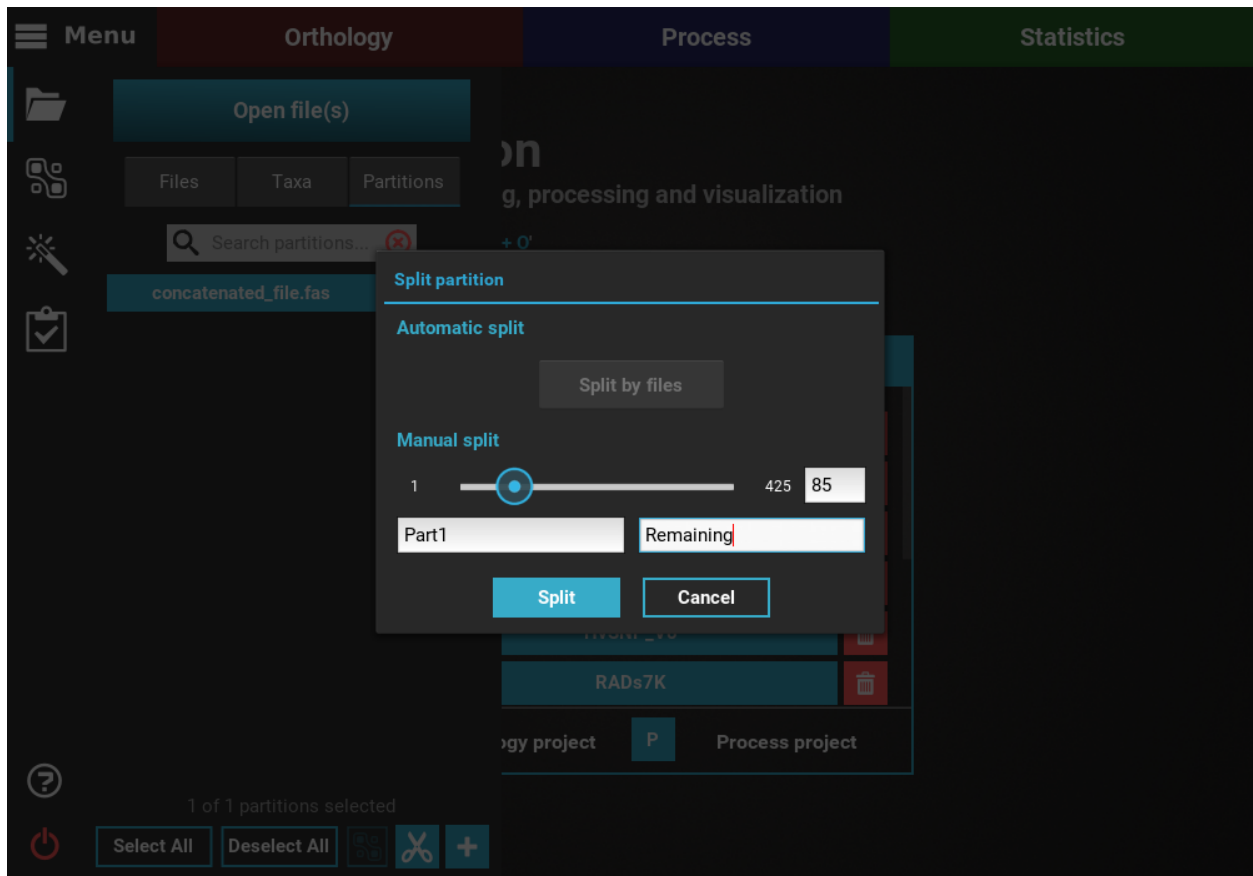 Menu
Orthology
Process
Statistics
Open file(s)
Files
Taxa
Partitions
Search partitions...
concatenated_file.fas
on
g, processing and visualization
+ O'
Split partition
Automatic split
Split by files
Manual split
1
425
85
Part1
Remaining
Split
Cancel
RADs7K
ogy project
P
Process project
1 of 1 partitions selected
Select All
Deselect All